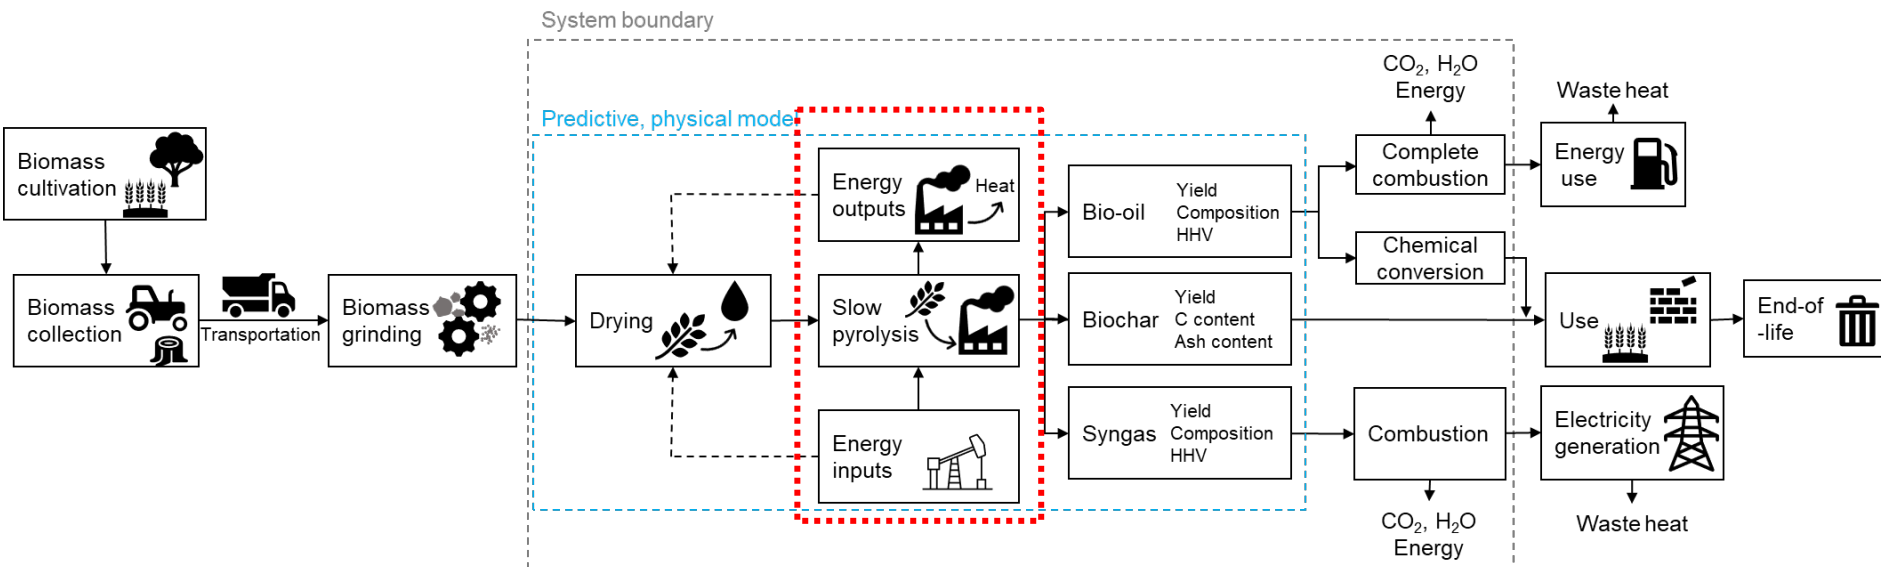 System boundary
Predictive, physical model
Biomass
cultivation
Biomass
collection
Transportation
Biomass
grinding
Drying
Energy
outputs
Heat
Slow
pyrolysis
Energy
inputs
Bio-oil
Yield
Composition
HHV
Biochar
Yield
C content
Ash content
Syngas
Yield
Composition
HHV
CO₂, H₂O
Energy
Complete
combustion
Chemical
conversion
Combustion
CO₂, H₂O
Energy
Waste heat
Energy
use
Use
End-of
-life
Electricity
generation
Waste heat